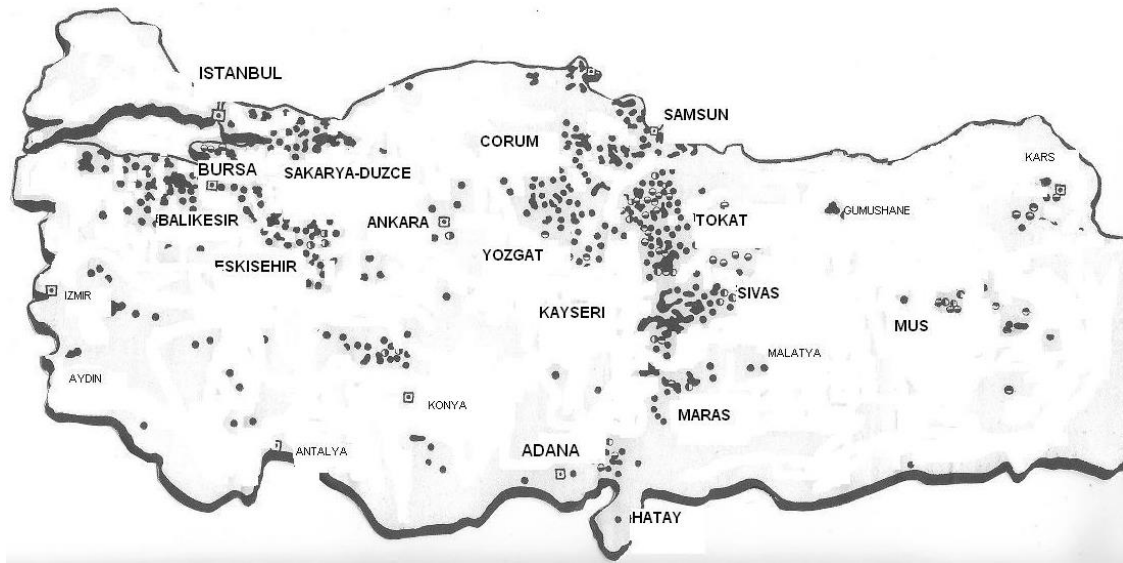 ISTANBUL
SAMSUN
CORUM
KARS
BURSA
SAKARYA-DUZCE
BALIKESIR
ANKARA
TOKAT
GUMUSHANE
YOZGAT
ESKISEHIR
IZMIR
SIVAS
KAYSERI
MUS
MALATYA
AYDIN
KONYA
MARAS
ADANA
ANTALYA
HATAY